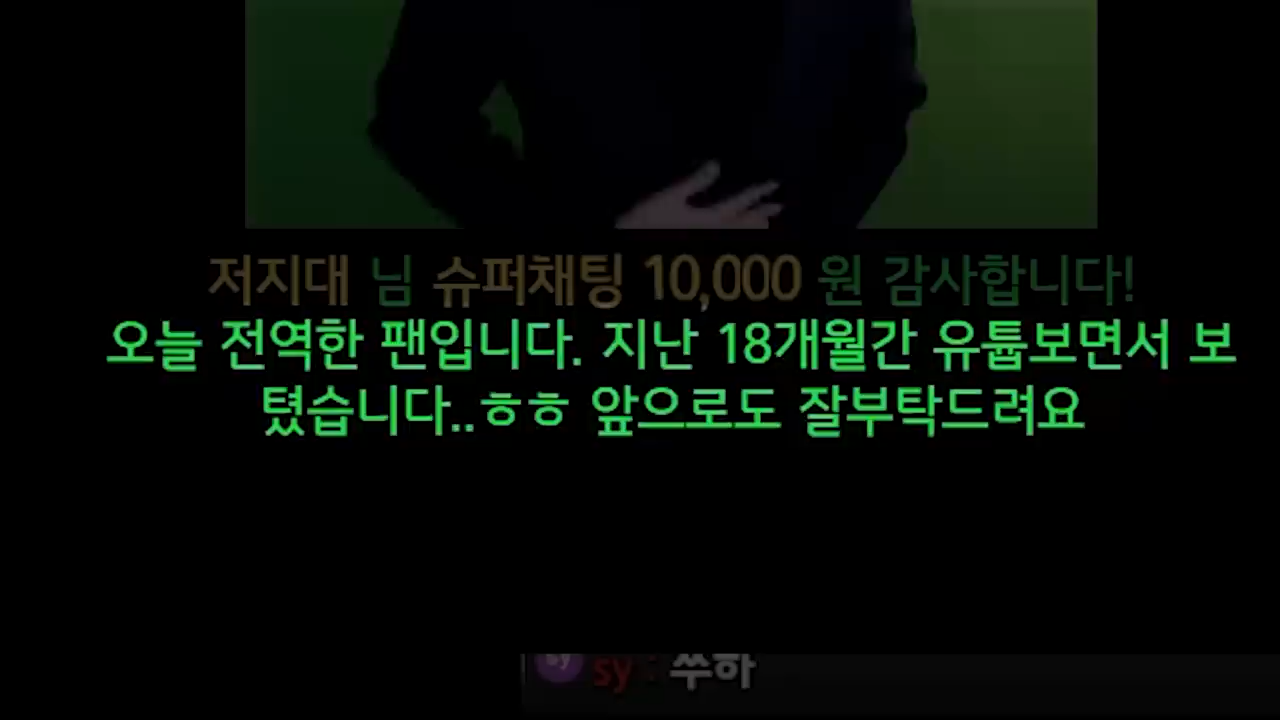 저지대 님 슈퍼채팅 10,000 원 감사합니다!
오늘 전역한 팬입니다. 지난 18개월간 유튭보면서 보
텼습니다..ㅎㅎ 앞으로도 잘부탁드려요
sy sy : 쑤하